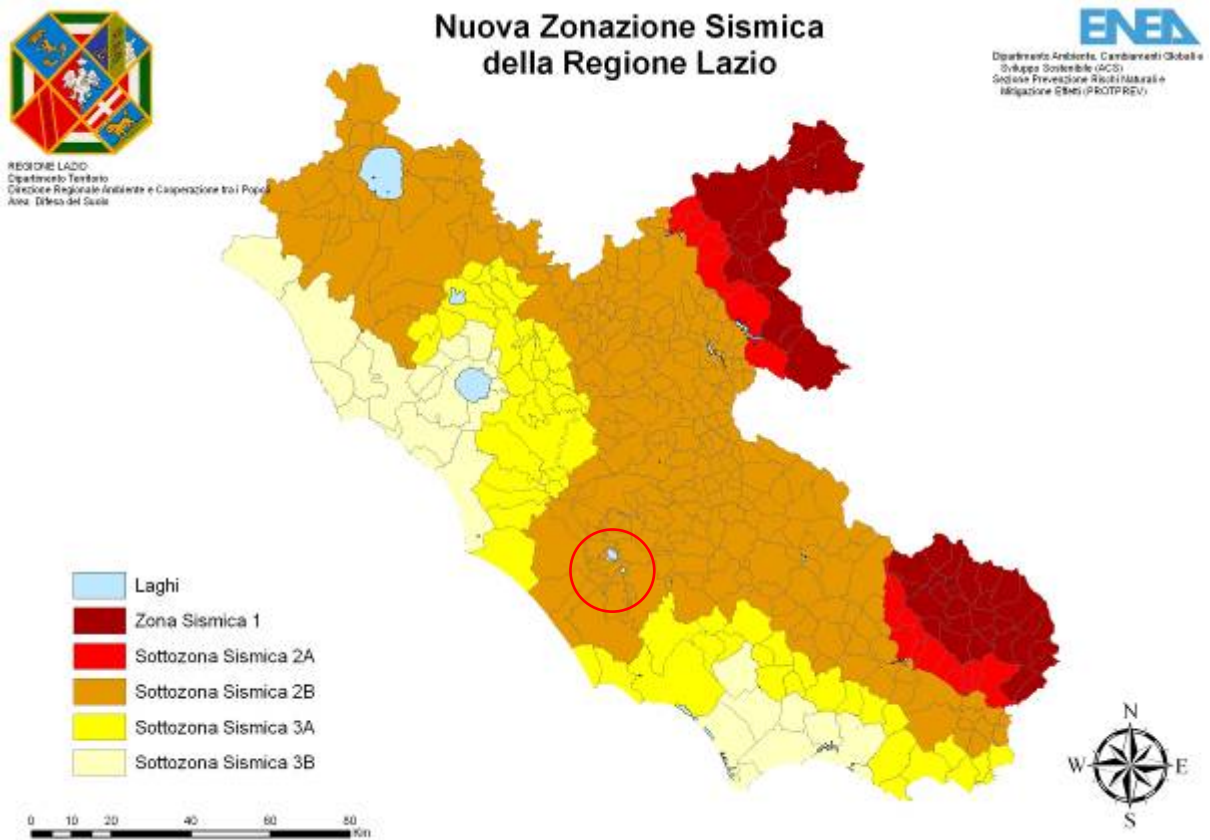 Nuova Zonazione Sismica
della Regione Lazio
ENEA
Dipartimento Ambiente, Cambiamenti Globali e
Sviluppo Sostenibile (ACS)
Sezione Prevenzione Rischi Naturali e
Mitigazione Effetti (PROTPREV)
REGIONE LAZIO
Dipartimento Territorio
Direzione Regionale Ambiente e Cooperazione tra i Popoli
Area Difesa del Suolo
Laghi
Zona Sismica 1
Sottozona Sismica 2A
Sottozona Sismica 2B
Sottozona Sismica 3A
Sottozona Sismica 3B
0 10 20 40 60 80
Km
N
W E
S